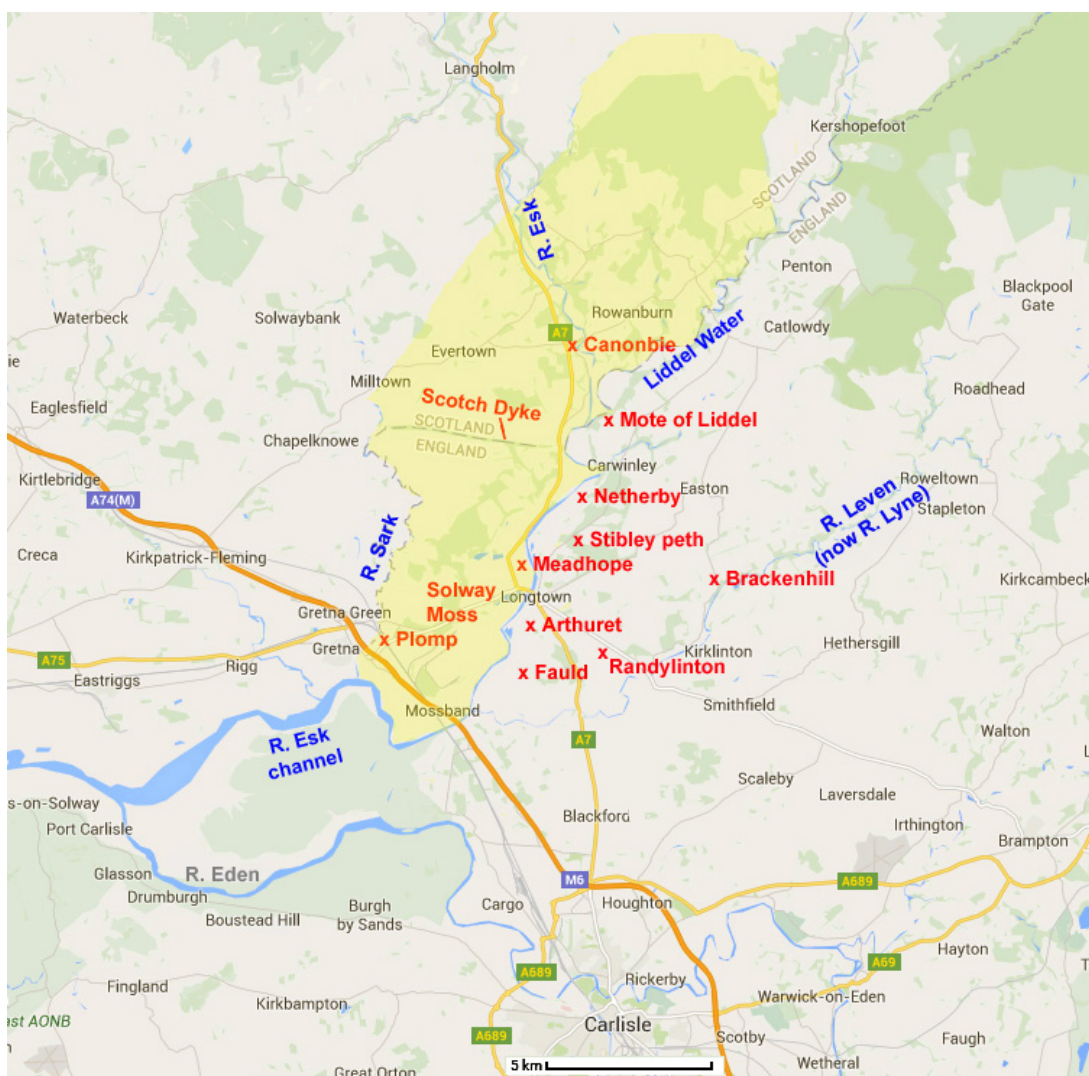 Langholm
Kershopefoot
SCOTLAND
ENGLAND
R. Esk
Penton
Blackpool
Gate
Rowanburn
Waterbeck
Solwaybank
A7
Catlowdy
Liddel Water
Evertown
x Canonbie
ie
Milltown
Roadhead
Scotch Dyke
Eaglesfield
SCOTLAND
ENGLAND
x Mote of Liddel
Chapelknowe
Carwinley
Kirtlebridge
Roweltown
A74(M)
x Netherby
Easton
R. Leven
(now R. Lyne)
Stapleton
R. Sark
x Stibley peth
Creca
Kirkpatrick-Fleming
x Meadhope
x Brackenhill
Kirkcambeck
Solway
Moss
Longtown
Gretna Green
x Arthuret
x Plomp
Hethersgill
Gretna
Kirklinton
A75
Rigg
x Randylinton
Eastriggs
x Fauld
Mossband
Smithfield
R. Esk
channel
A7
Walton
Scaleby
L
s-on-Solway
Laversdale
Port Carlisle
Blackford
Irthington
Brampton
Glasson
R. Eden
M6
A689
Drumburgh
Cargo
Houghton
Boustead Hill
Burgh
by Sands
Hayton
A69
A689
Rickerby
T
Fingland
Kirkbampton
Warwick-on-Eden
ast AONB
Carlisle
A689
Scotby
Faugh
5 km
Wetheral
Great Orton